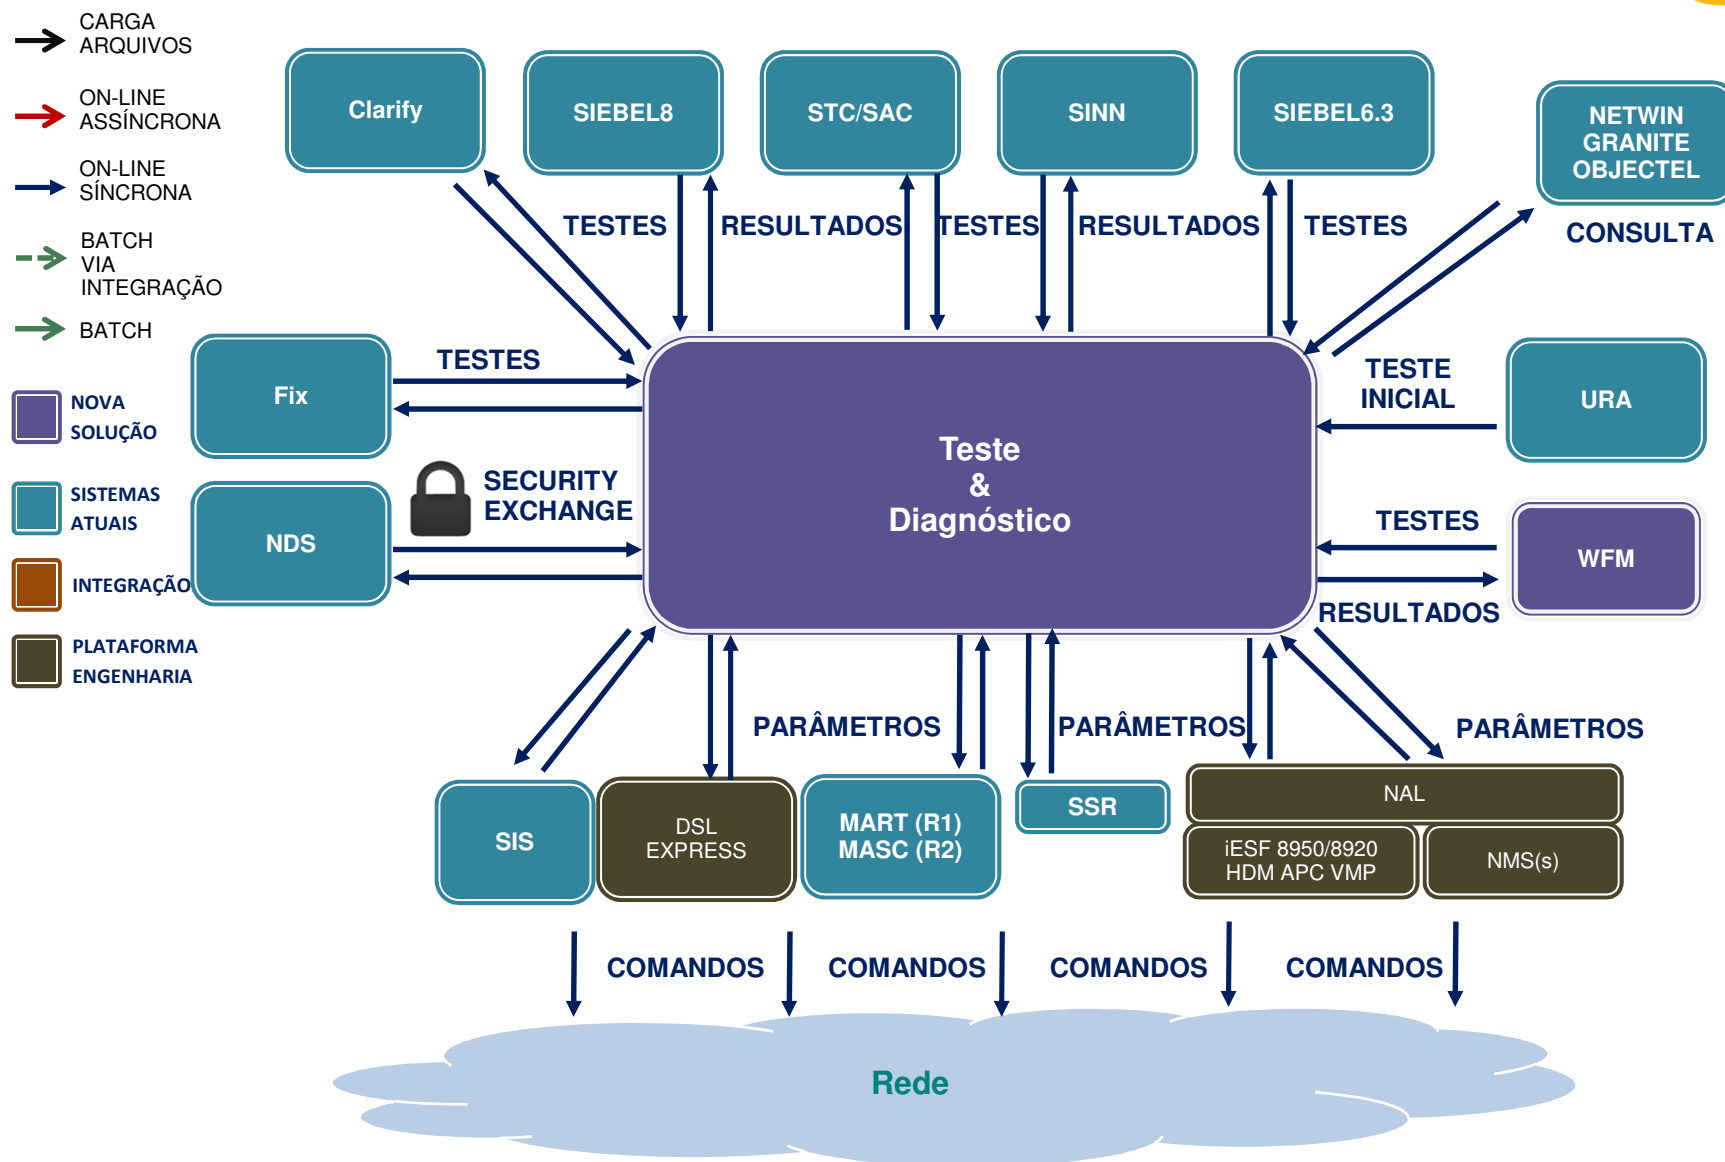 CARGA
ARQUIVOS
ON-LINE
ASSÍNCRONA
ON-LINE
SÍNCRONA
BATCH
VIA
INTEGRAÇÃO
BATCH
NOVA
SOLUÇÃO
SISTEMAS
ATUAIS
INTEGRAÇÃO
PLATAFORMA
ENGENHARIA
Clarify
SIEBEL8
STC/SAC
SINN
SIEBEL6.3
NETWIN
GRANITE
OBJECTEL
TESTES
RESULTADOS
TESTES
RESULTADOS
TESTES
CONSULTA
Fix
TESTES
TESTE
INICIAL
URA
NDS
SECURITY
EXCHANGE
Teste
&
Diagnóstico
TESTES
WFM
RESULTADOS
PARÂMETROS
PARÂMETROS
PARÂMETROS
SIS
DSL
EXPRESS
MART (R1)
MASC (R2)
SSR
NAL
iESF 8950/8920
HDM APC VMP
NMS(s)
COMANDOS
COMANDOS
COMANDOS
COMANDOS
Rede